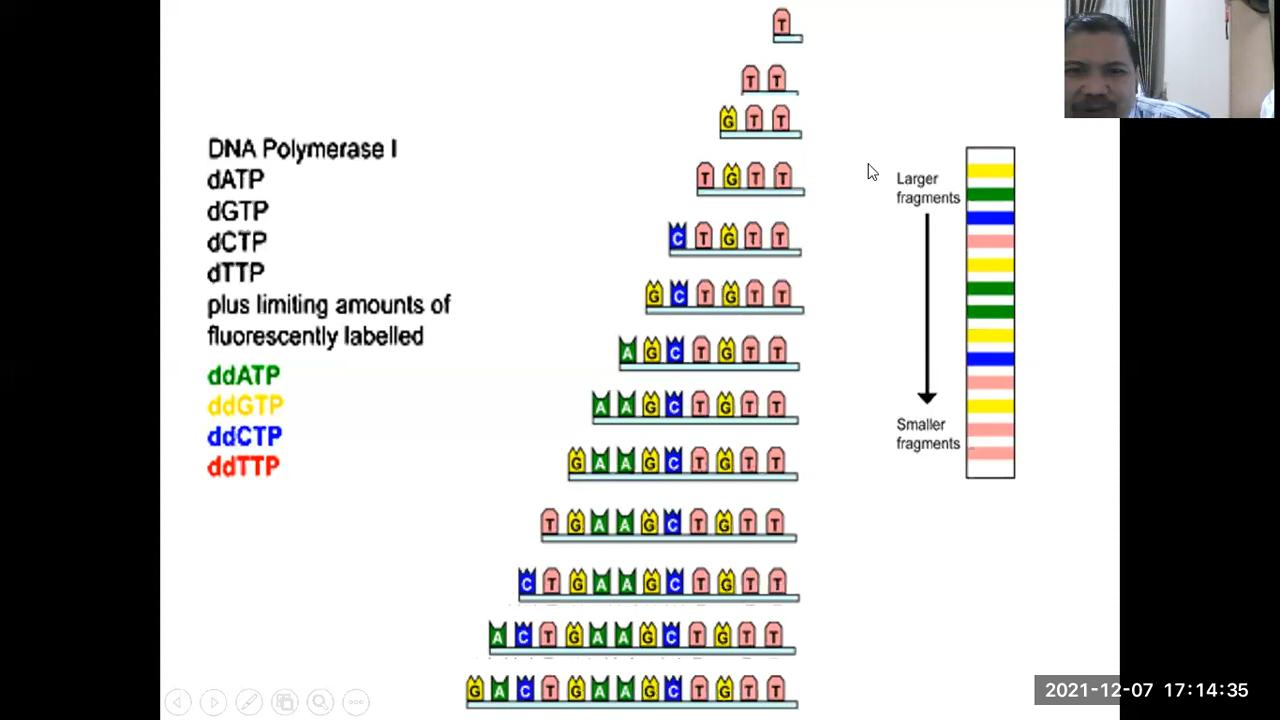 T
T T
G T T
DNA Polymerase I
dATP
dGTP
dCTP
dTTP
plus limiting amounts of
fluorescently labelled
ddATP
ddGTP
ddCTP
ddTTP
T G T T
C T G T T
G C T G T T
A G C T G T T
A A G C T G T T
G A A G C T G T T
T G A A G C T G T T
C T G A A G C T G T T
A C T G A A G C T G T T
G A C T G A A G C T G T T
Larger
fragments
Smaller
fragments
2021-12-07 17:14:35